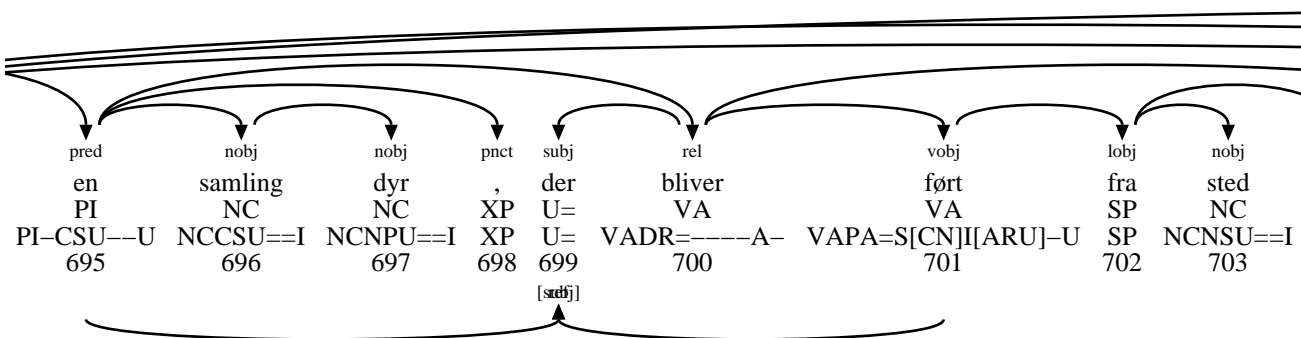 pred nobj nobj pnct subj rel vobj lobj nobj
en samling dyr , der bliver ført fra sted
PI NC NC XP U= VA VA SP NC
PI–CSU––U NCCSU==I NCNPU==I XP U= VADR=––––A– VAPA=S[CN]I[ARU]–U SP NCNSU==I
695 696 697 698 699 700 701 702 703